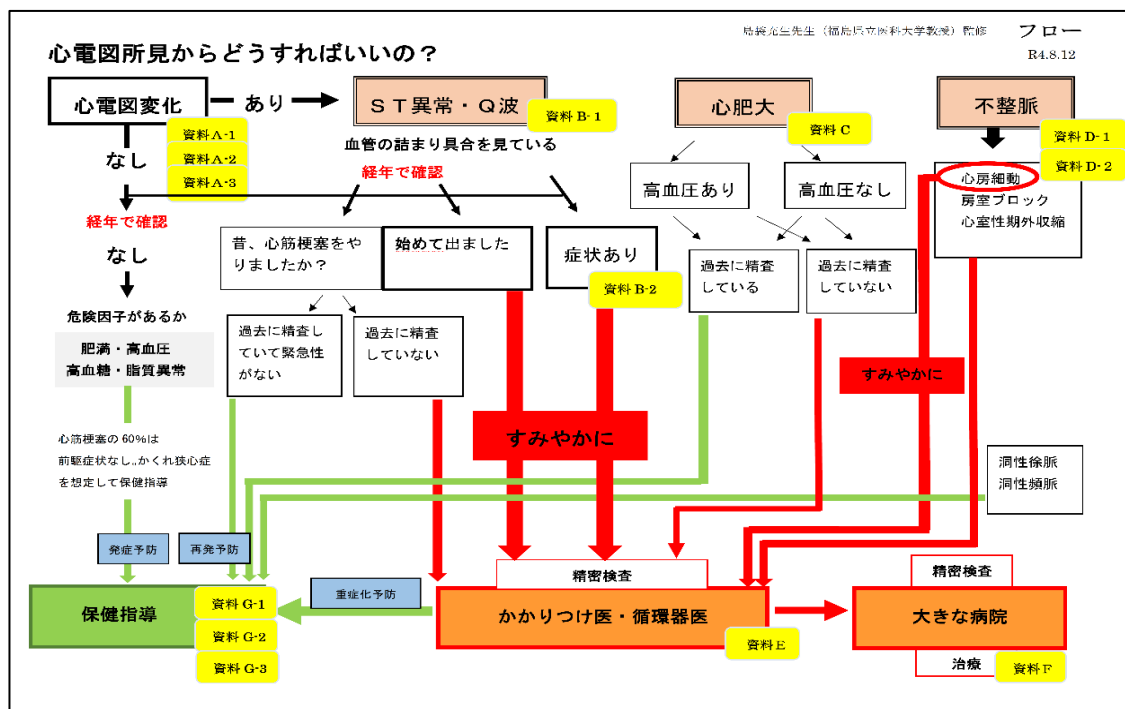 島袋充生先生（福島県立医科大学教授）監修
フロー
R4.8.12
心電図所見からどうすればいいの？
心電図変化
あり
ＳＴ異常・Ｑ波
心肥大
不整脈
資料A-1
資料A-2
資料A-3
資料B-1
資料C
資料D-1
資料D-2
なし
血管の詰まり具合を見ている
経年で確認
経年で確認
なし
高血圧あり
高血圧なし
心房細動
房室ブロック
心室性期外収縮
昔、心筋梗塞をや
りましたか？
始めて出ました
症状あり
資料B-2
過去に精査
している
過去に精査
していない
危険因子があるか
肥満・高血圧
高血糖・脂質異常
過去に精査し
ていて緊急性
がない
過去に精査
していない
すみやかに
すみやかに
心筋梗塞の60%は
前駆症状なし..かくれ狭心症
を想定して保健指導
洞性徐脈
洞性頻脈
発症予防
再発予防
重症化予防
精密検査
精密検査
保健指導
資料G-1
資料G-2
資料G-3
かかりつけ医・循環器医
資料E
大きな病院
治療
資料F